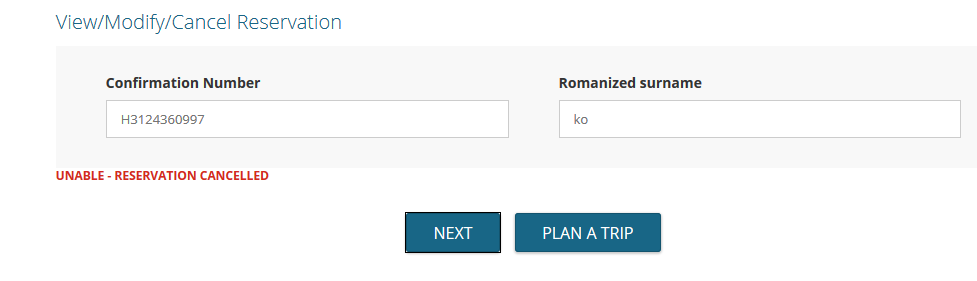 View/Modify/Cancel Reservation
Confirmation Number
Romanized surname
H3124360997
ko
UNABLE - RESERVATION CANCELLED
NEXT
PLAN A TRIP